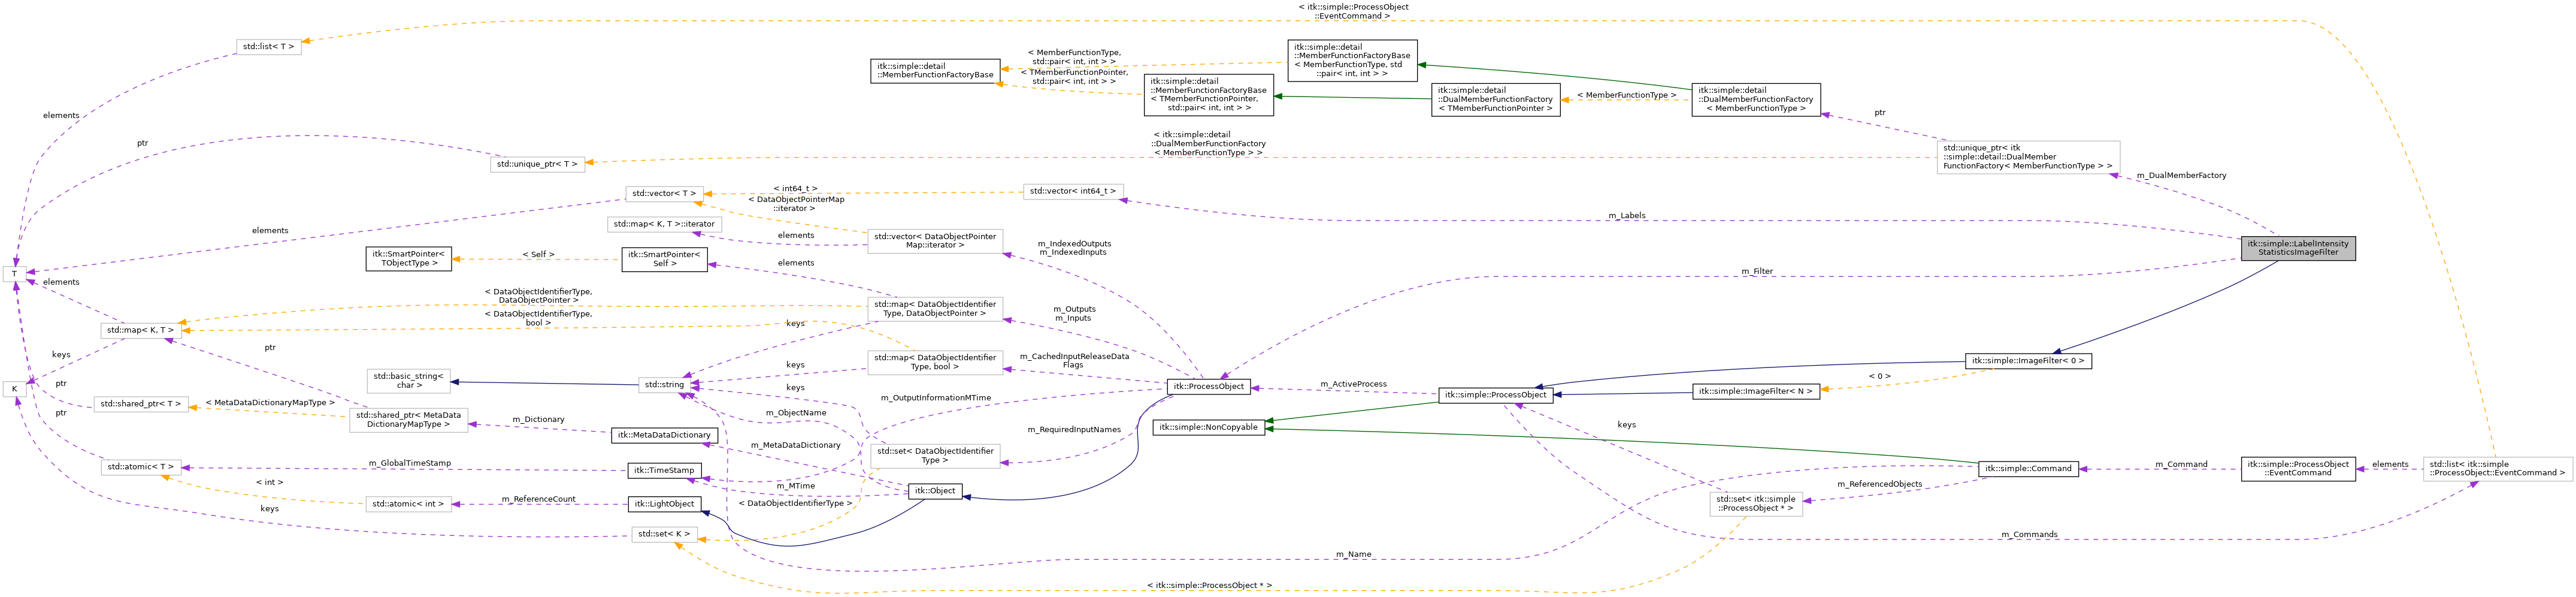 < itk::simple::ProcessObject
::EventCommand >
std::list< T >
itk::simple::detail
::MemberFunctionFactoryBase
< MemberFunctionType, std
::pair< int, int > >
< MemberFunctionType,
std::pair< int, int > >
itk::simple::detail
::MemberFunctionFactoryBase
< TMemberFunctionPointer,
std::pair< int, int > >
itk::simple::detail
::MemberFunctionFactoryBase
< TMemberFunctionPointer,
std::pair< int, int > >
itk::simple::detail
::DualMemberFunctionFactory
< TMemberFunctionPointer >
< MemberFunctionType >
itk::simple::detail
::DualMemberFunctionFactory
< MemberFunctionType >
elements
ptr
ptr
< itk::simple::detail
::DualMemberFunctionFactory
< MemberFunctionType > >
std::unique_ptr< T >
std::unique_ptr< itk
::simple::detail::DualMember
FunctionFactory< MemberFunctionType > >
m_DualMemberFactory
std::vector< T >
< int64_t >
< DataObjectPointerMap
::iterator >
std::vector< int64_t >
m_Labels
std::map< K, T >::iterator
elements
elements
std::vector< DataObjectPointer
Map::iterator >
m_IndexedOutputs
m_IndexedInputs
itk::simple::LabelIntensity
StatisticsImageFilter
itk::SmartPointer<
TObjectType >
< Self >
itk::SmartPointer<
Self >
elements
m_Filter
T
elements
< DataObjectIdentifierType,
DataObjectPointer >
< DataObjectIdentifierType,
bool >
std::map< DataObjectIdentifier
Type, DataObjectPointer >
m_Outputs
m_Inputs
std::map< K, T >
keys
keys
ptr
keys
std::map< DataObjectIdentifier
Type, bool >
m_CachedInputReleaseData
Flags
itk::simple::ImageFilter< 0 >
K
ptr
std::basic_string<
char >
std::string
keys
itk::ProcessObject
m_ActiveProcess
itk::simple::ProcessObject
< 0 >
itk::simple::ImageFilter< N >
std::shared_ptr< T >
< MetaDataDictionaryMapType >
std::shared_ptr< MetaData
DictionaryMapType >
m_Dictionary
m_ObjectName
m_OutputInformationMTime
ptr
itk::MetaDataDictionary
m_MetaDataDictionary
m_RequiredInputNames
itk::simple::NonCopyable
keys
std::set< DataObjectIdentifier
Type >
std::atomic< T >
m_GlobalTimeStamp
itk::TimeStamp
m_MTime
itk::Object
itk::simple::Command
m_Command
itk::simple::ProcessObject
::EventCommand
elements
std::list< itk::simple
::ProcessObject::EventCommand >
< int >
m_ReferencedObjects
keys
std::atomic< int >
m_ReferenceCount
itk::LightObject
< DataObjectIdentifierType >
std::set< itk::simple
::ProcessObject * >
std::set< K >
m_Name
m_Commands
< itk::simple::ProcessObject * >